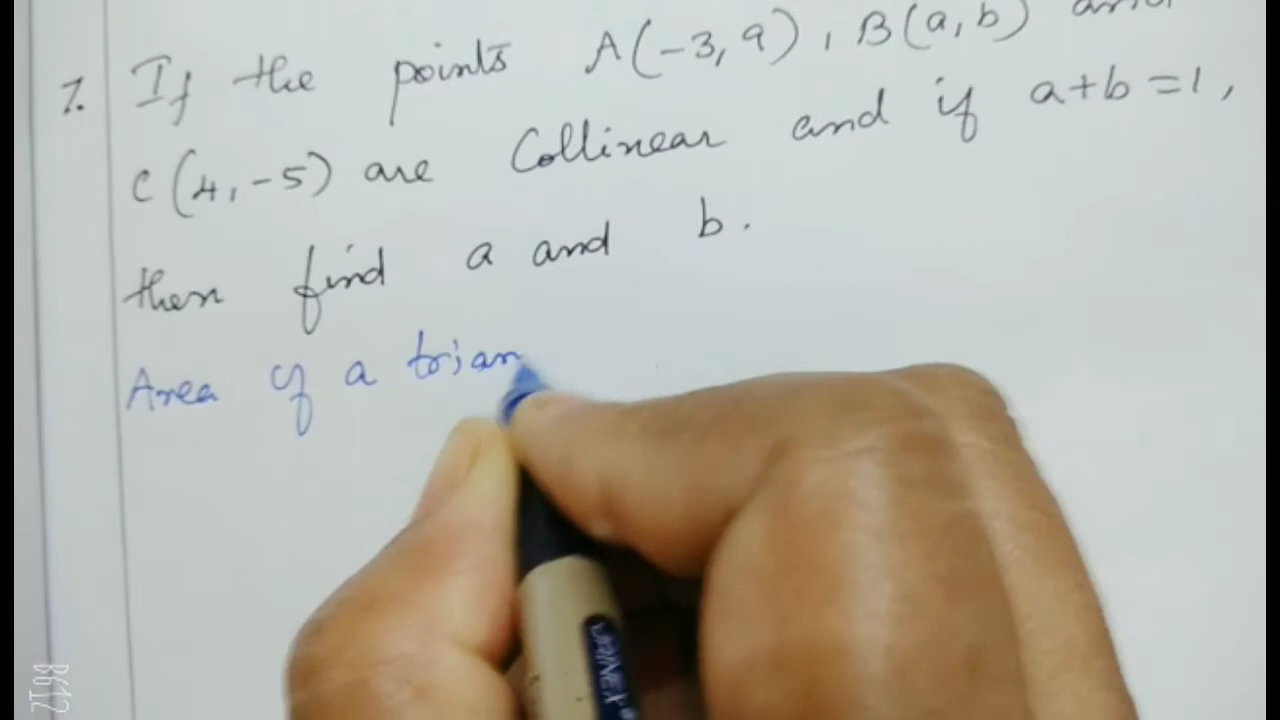 7. If the points A(-3,9), B(a,b) and
C(4,-5) are Collinear and if a+b=1,
then find a and b.
Area of a trian
B612